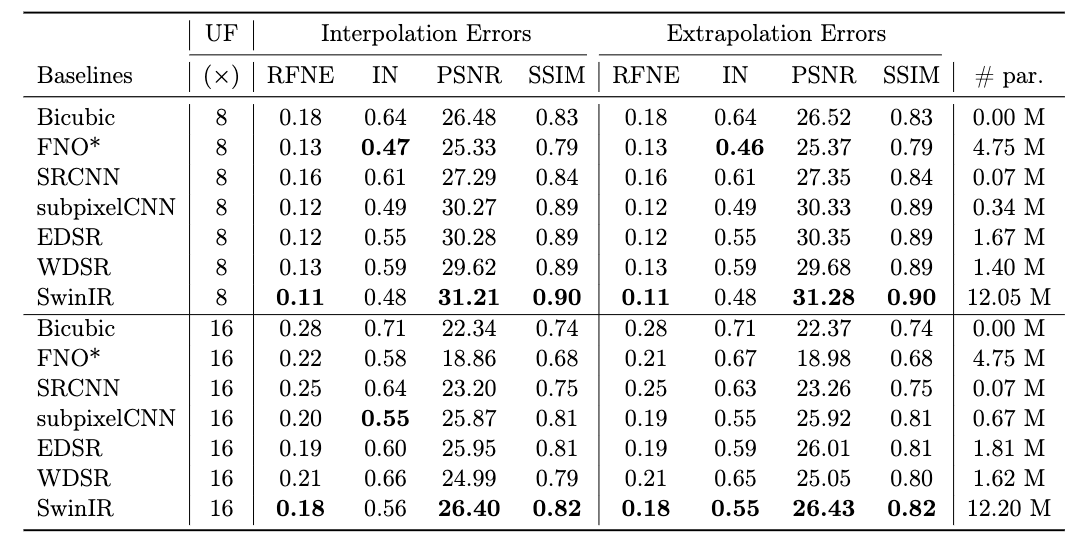 UF Interpolation Errors Extrapolation Errors
Baselines (×) RFNE IN PSNR SSIM RFNE IN PSNR SSIM # par.
Bicubic 8 0.18 0.64 26.48 0.83 0.18 0.64 26.52 0.83 0.00 M
FNO* 8 0.13 0.47 25.33 0.79 0.13 0.46 25.37 0.79 4.75 M
SRCNN 8 0.16 0.61 27.29 0.84 0.16 0.61 27.35 0.84 0.07 M
subpixelCNN 8 0.12 0.49 30.27 0.89 0.12 0.49 30.33 0.89 0.34 M
EDSR 8 0.12 0.55 30.28 0.89 0.12 0.55 30.35 0.89 1.67 M
WDSR 8 0.13 0.59 29.62 0.89 0.13 0.59 29.68 0.89 1.40 M
SwinIR 8 0.11 0.48 31.21 0.90 0.11 0.48 31.28 0.90 12.05 M
Bicubic 16 0.28 0.71 22.34 0.74 0.28 0.71 22.37 0.74 0.00 M
FNO* 16 0.22 0.58 18.86 0.68 0.21 0.67 18.98 0.68 4.75 M
SRCNN 16 0.25 0.64 23.20 0.75 0.25 0.63 23.26 0.75 0.07 M
subpixelCNN 16 0.20 0.55 25.87 0.81 0.19 0.55 25.92 0.81 0.67 M
EDSR 16 0.19 0.60 25.95 0.81 0.19 0.59 26.01 0.81 1.81 M
WDSR 16 0.21 0.66 24.99 0.79 0.21 0.65 25.05 0.80 1.62 M
SwinIR 16 0.18 0.56 26.40 0.82 0.18 0.55 26.43 0.82 12.20 M